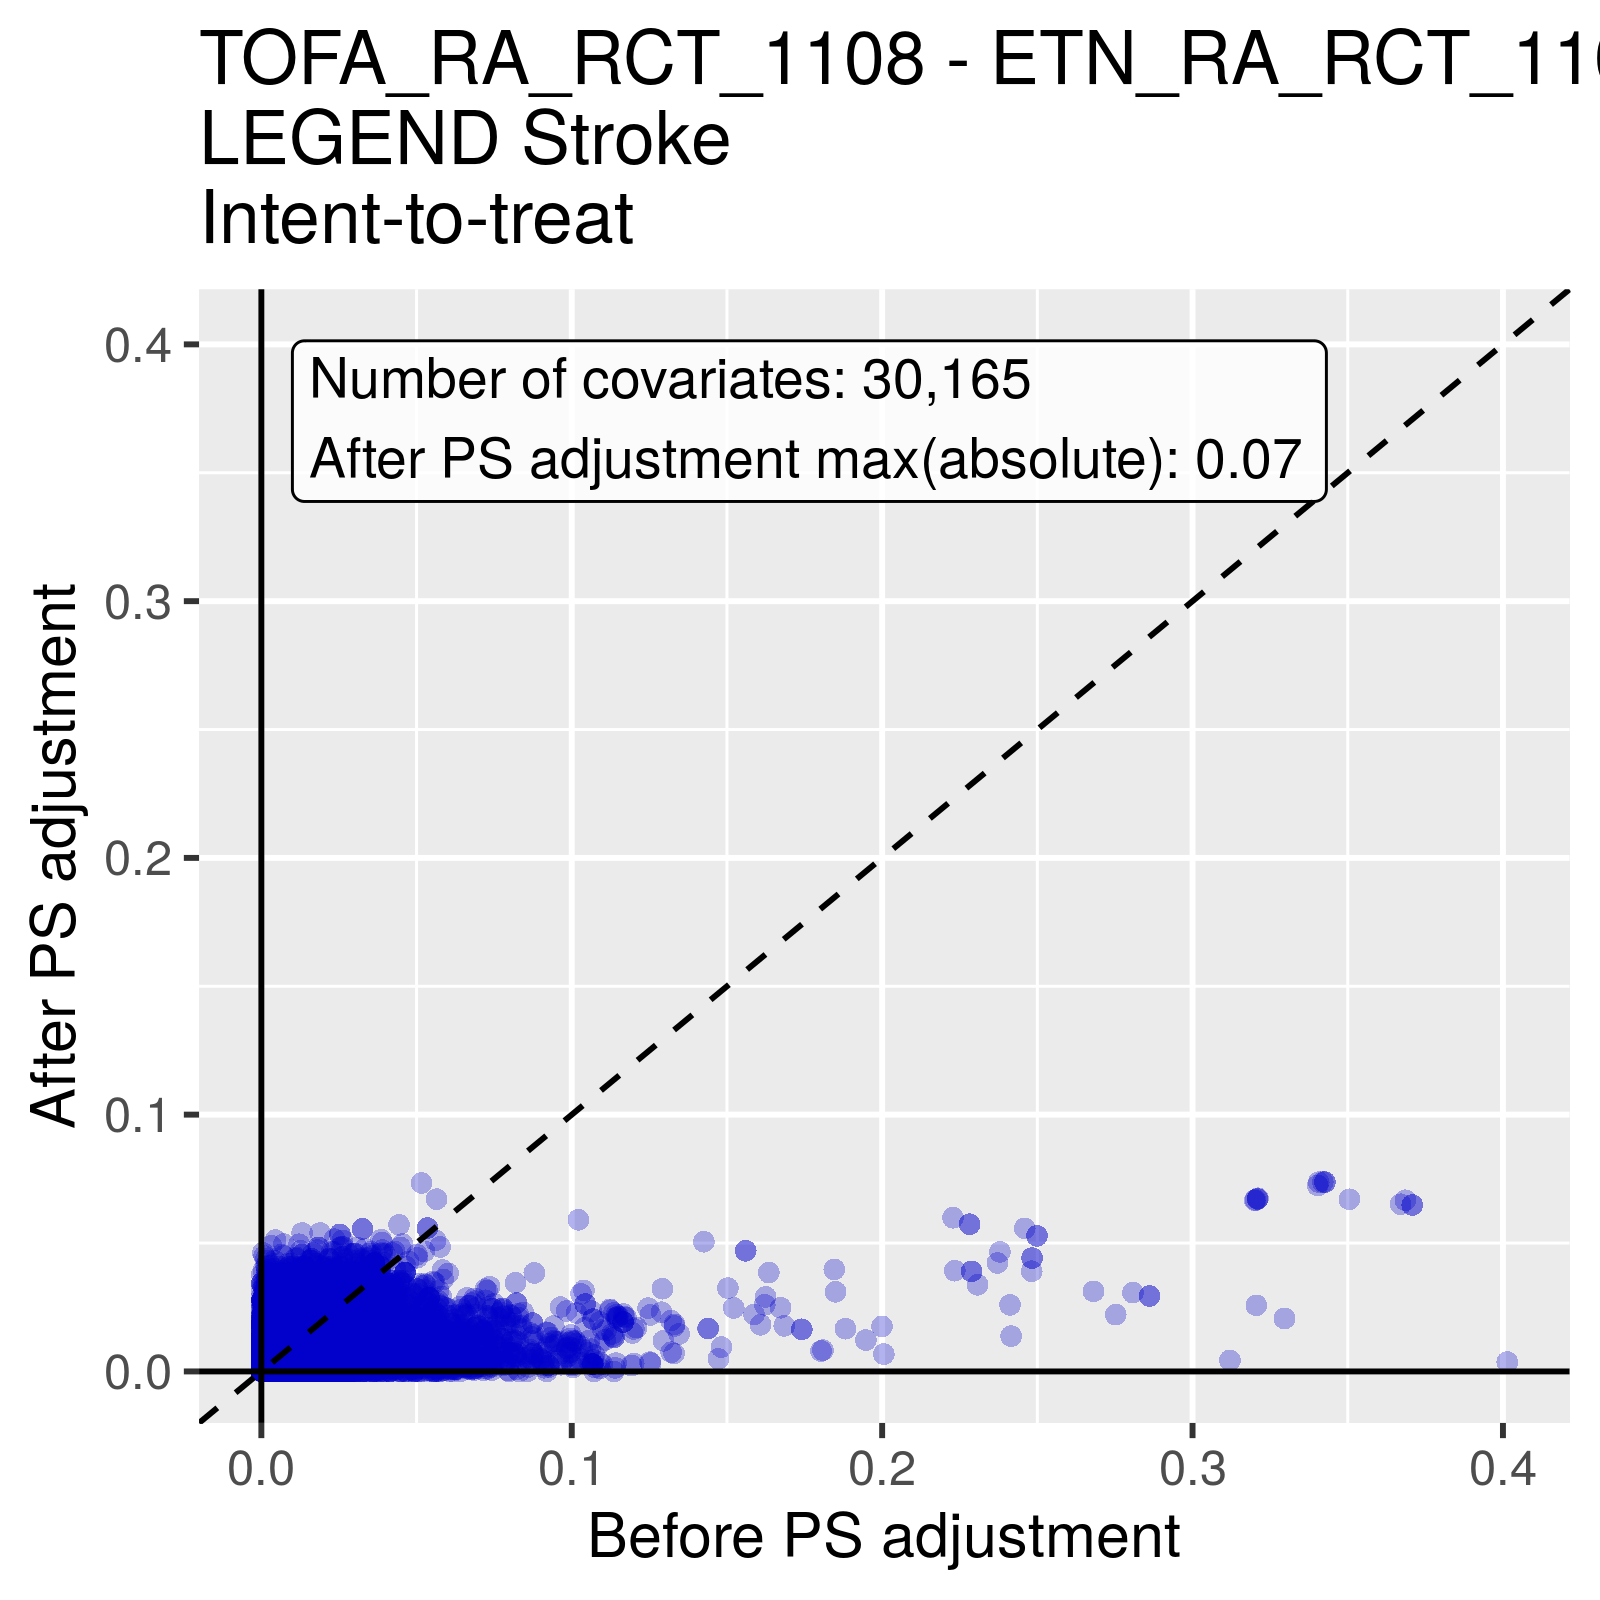 TOFA_RA_RCT_1108 - ETN_RA_RCT_110
LEGEND Stroke
Intent-to-treat
Number of covariates: 30,165
After PS adjustment max(absolute): 0.07
After PS adjustment
0.4
0.3
0.2
0.1
0.0
0.0 0.1 0.2 0.3 0.4
Before PS adjustment